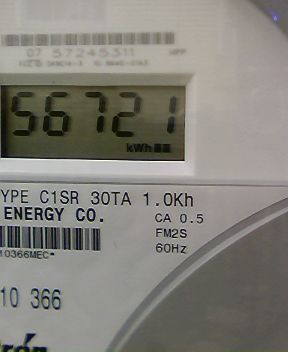 07 57245311
56721
kWh
YPE C1SR 30TA 1.0Kh
ENERGY CO.
CA 0.5
FM2S
60Hz
10366MEC*
10 366
trón